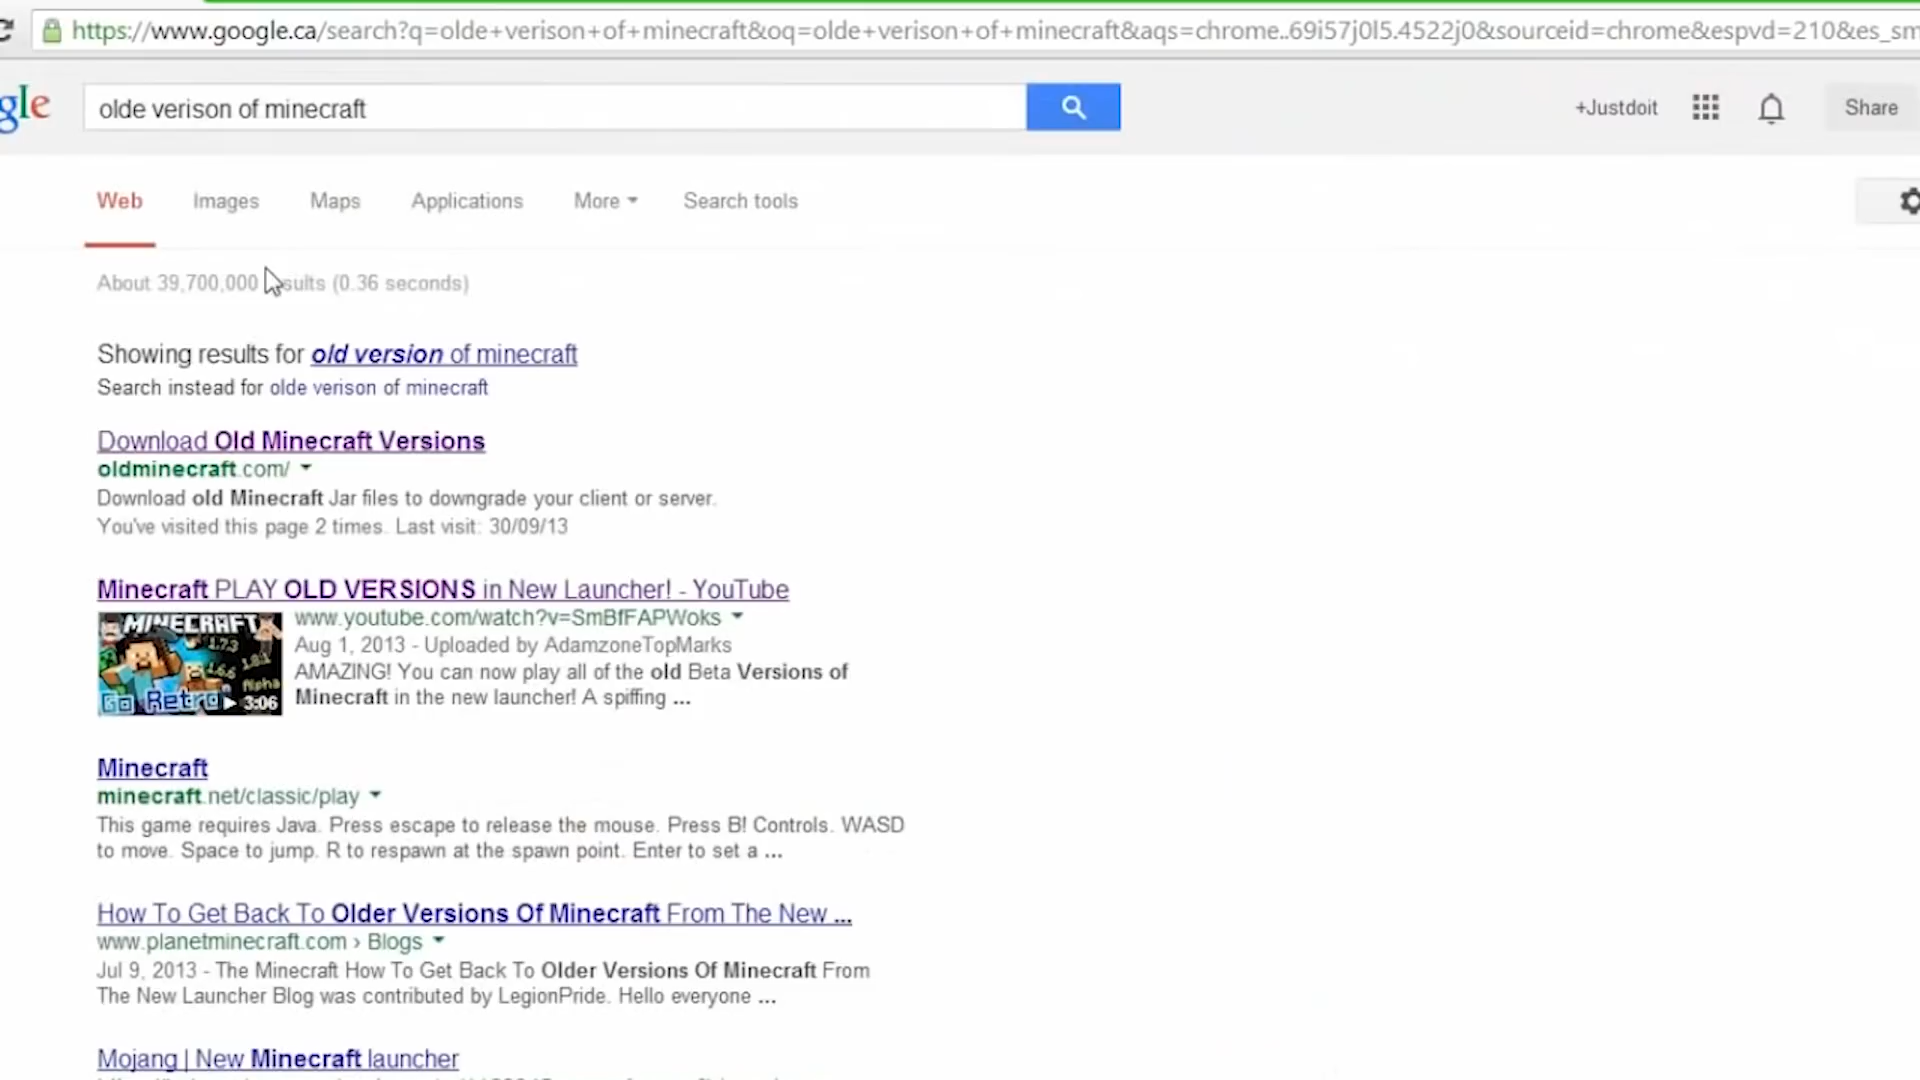 https://www.google.ca/search?q=olde+verison+of+minecraft&oq=olde+verison+of+minecraft&aqs=chrome..69i57j0l5.4522j0&sourceid=chrome&espvd=210&es_sm
gle
olde verison of minecraft
+Justdoit
Share
Web Images Maps Applications More Search tools
About 39,700,000 results (0.36 seconds)
Showing results for old version of minecraft
Search instead for olde verison of minecraft
Download Old Minecraft Versions
oldminecraft.com/
Download old Minecraft Jar files to downgrade your client or server.
You've visited this page 2 times. Last visit: 30/09/13
Minecraft PLAY OLD VERSIONS in New Launcher! - YouTube
MINECRAFT
1.7.3
1.6.6
Alpha
Go Retro
3:06
www.youtube.com/watch?v=SmBfFAPWoks
Aug 1, 2013 - Uploaded by AdamzoneTopMarks
AMAZING! You can now play all of the old Beta Versions of
Minecraft in the new launcher! A spiffing ...
Minecraft
minecraft.net/classic/play
This game requires Java. Press escape to release the mouse. Press B! Controls. WASD
to move. Space to jump. R to respawn at the spawn point. Enter to set a ...
How To Get Back To Older Versions Of Minecraft From The New ...
www.planetminecraft.com › Blogs
Jul 9, 2013 - The Minecraft How To Get Back To Older Versions Of Minecraft From
The New Launcher Blog was contributed by LegionPride. Hello everyone ...
Mojang | New Minecraft launcher